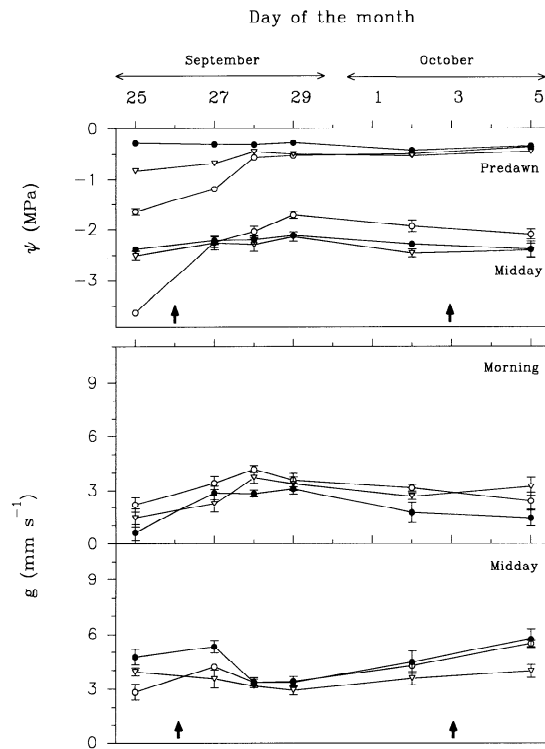 Day of the month
September October
25 27 29 1 3 5
0
Predawn
−1
ψ (MPa)
−2
−3
Midday
Morning
9
6
3
0
g (mm s⁻¹)
Midday
9
6
3
0